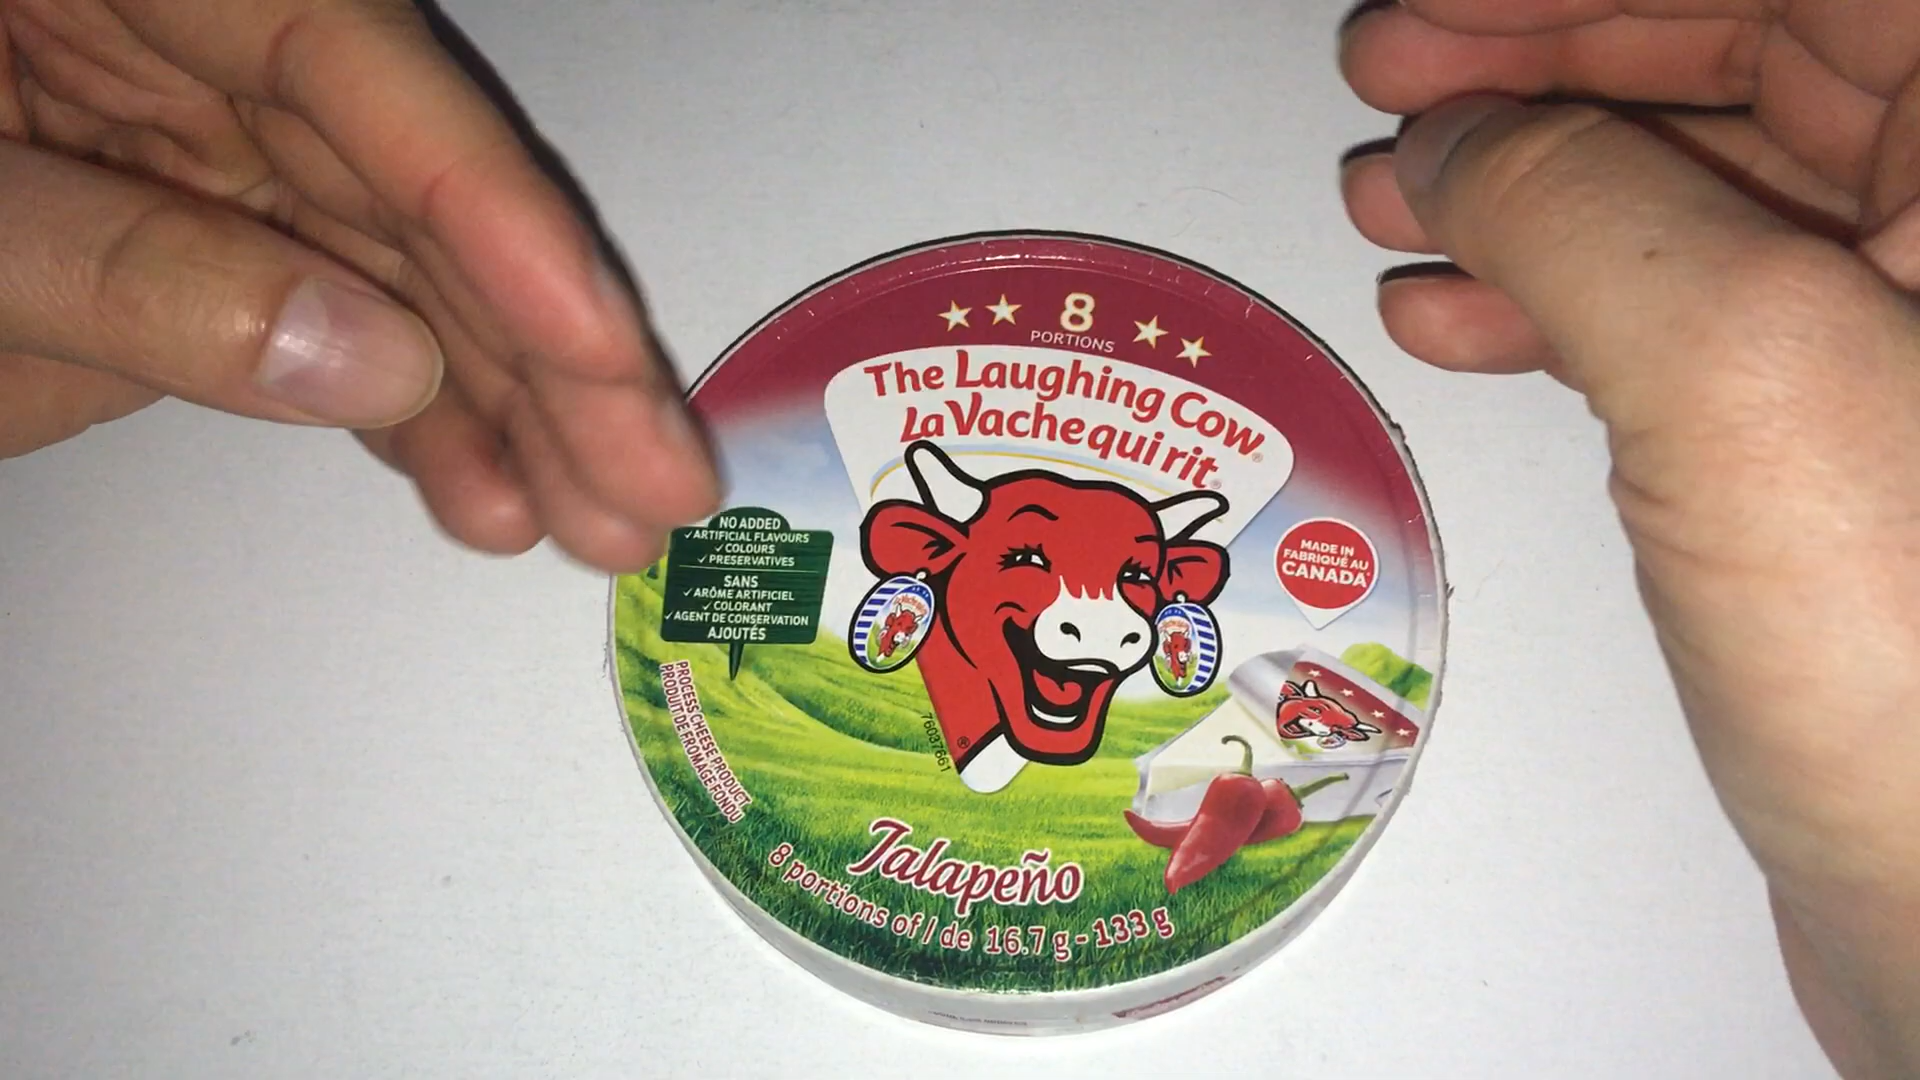 8
PORTIONS
The Laughing Cow®
La Vache qui rit®
NO ADDED
✓ARTIFICIAL FLAVOURS
✓COLOURS
✓PRESERVATIVES
SANS
✓ARÔME ARTIFICIEL
✓COLORANT
✓AGENT DE CONSERVATION
AJOUTÉS
MADE IN
FABRIQUÉ AU
CANADA*
PROCESS CHEESE PRODUCT
PRODUIT DE FROMAGE FONDU
76037661
®
Jalapeño
8 portions of / de 16.7 g - 133 g